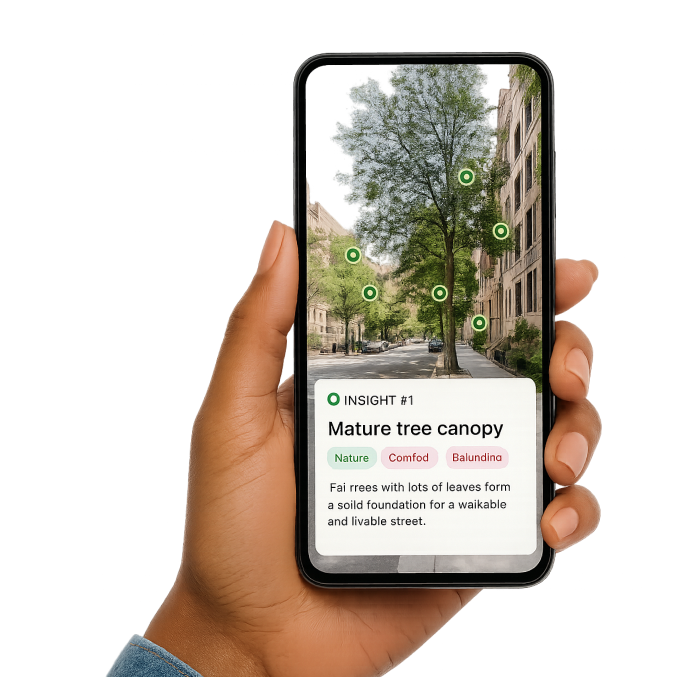 INSIGHT #1
Mature tree canopy
Nature Comfod Balundina
Fai rrees with lots of leaves form
a soild foundation for a waikable
and livable street.